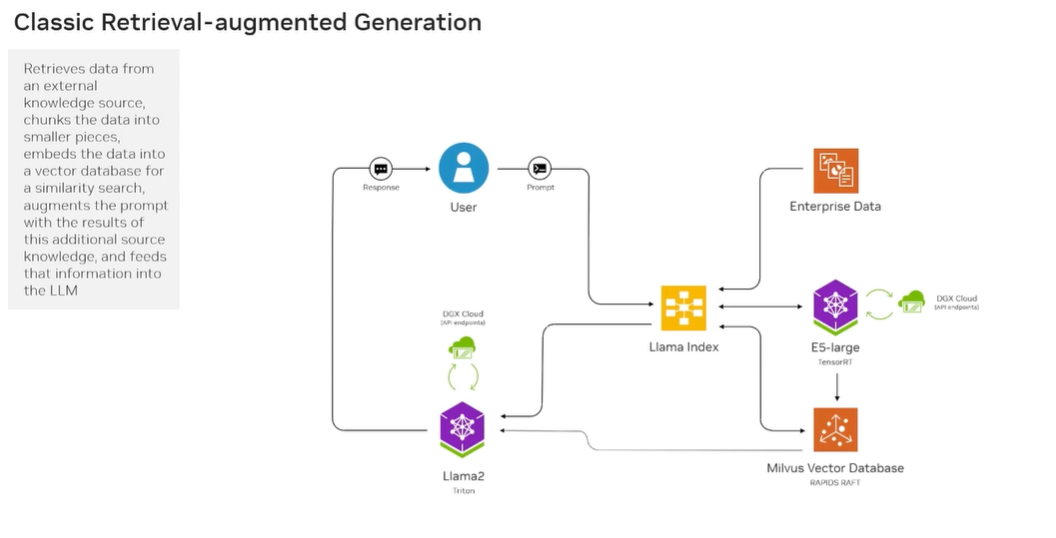 Classic Retrieval-augmented Generation
Retrieves data from
an external
knowledge source,
chunks the data into
smaller pieces,
embeds the data into
a vector database for
a similarity search,
augments the prompt
with the results of
this additional source
knowledge, and feeds
that information into
the LLM
Response
User
Prompt
Enterprise Data
Llama Index
E5-large
TensorRT
DGX Cloud
(API endpoints)
DGX Cloud
(API endpoints)
Llama2
Triton
Milvus Vector Database
RAPIDS RAFT